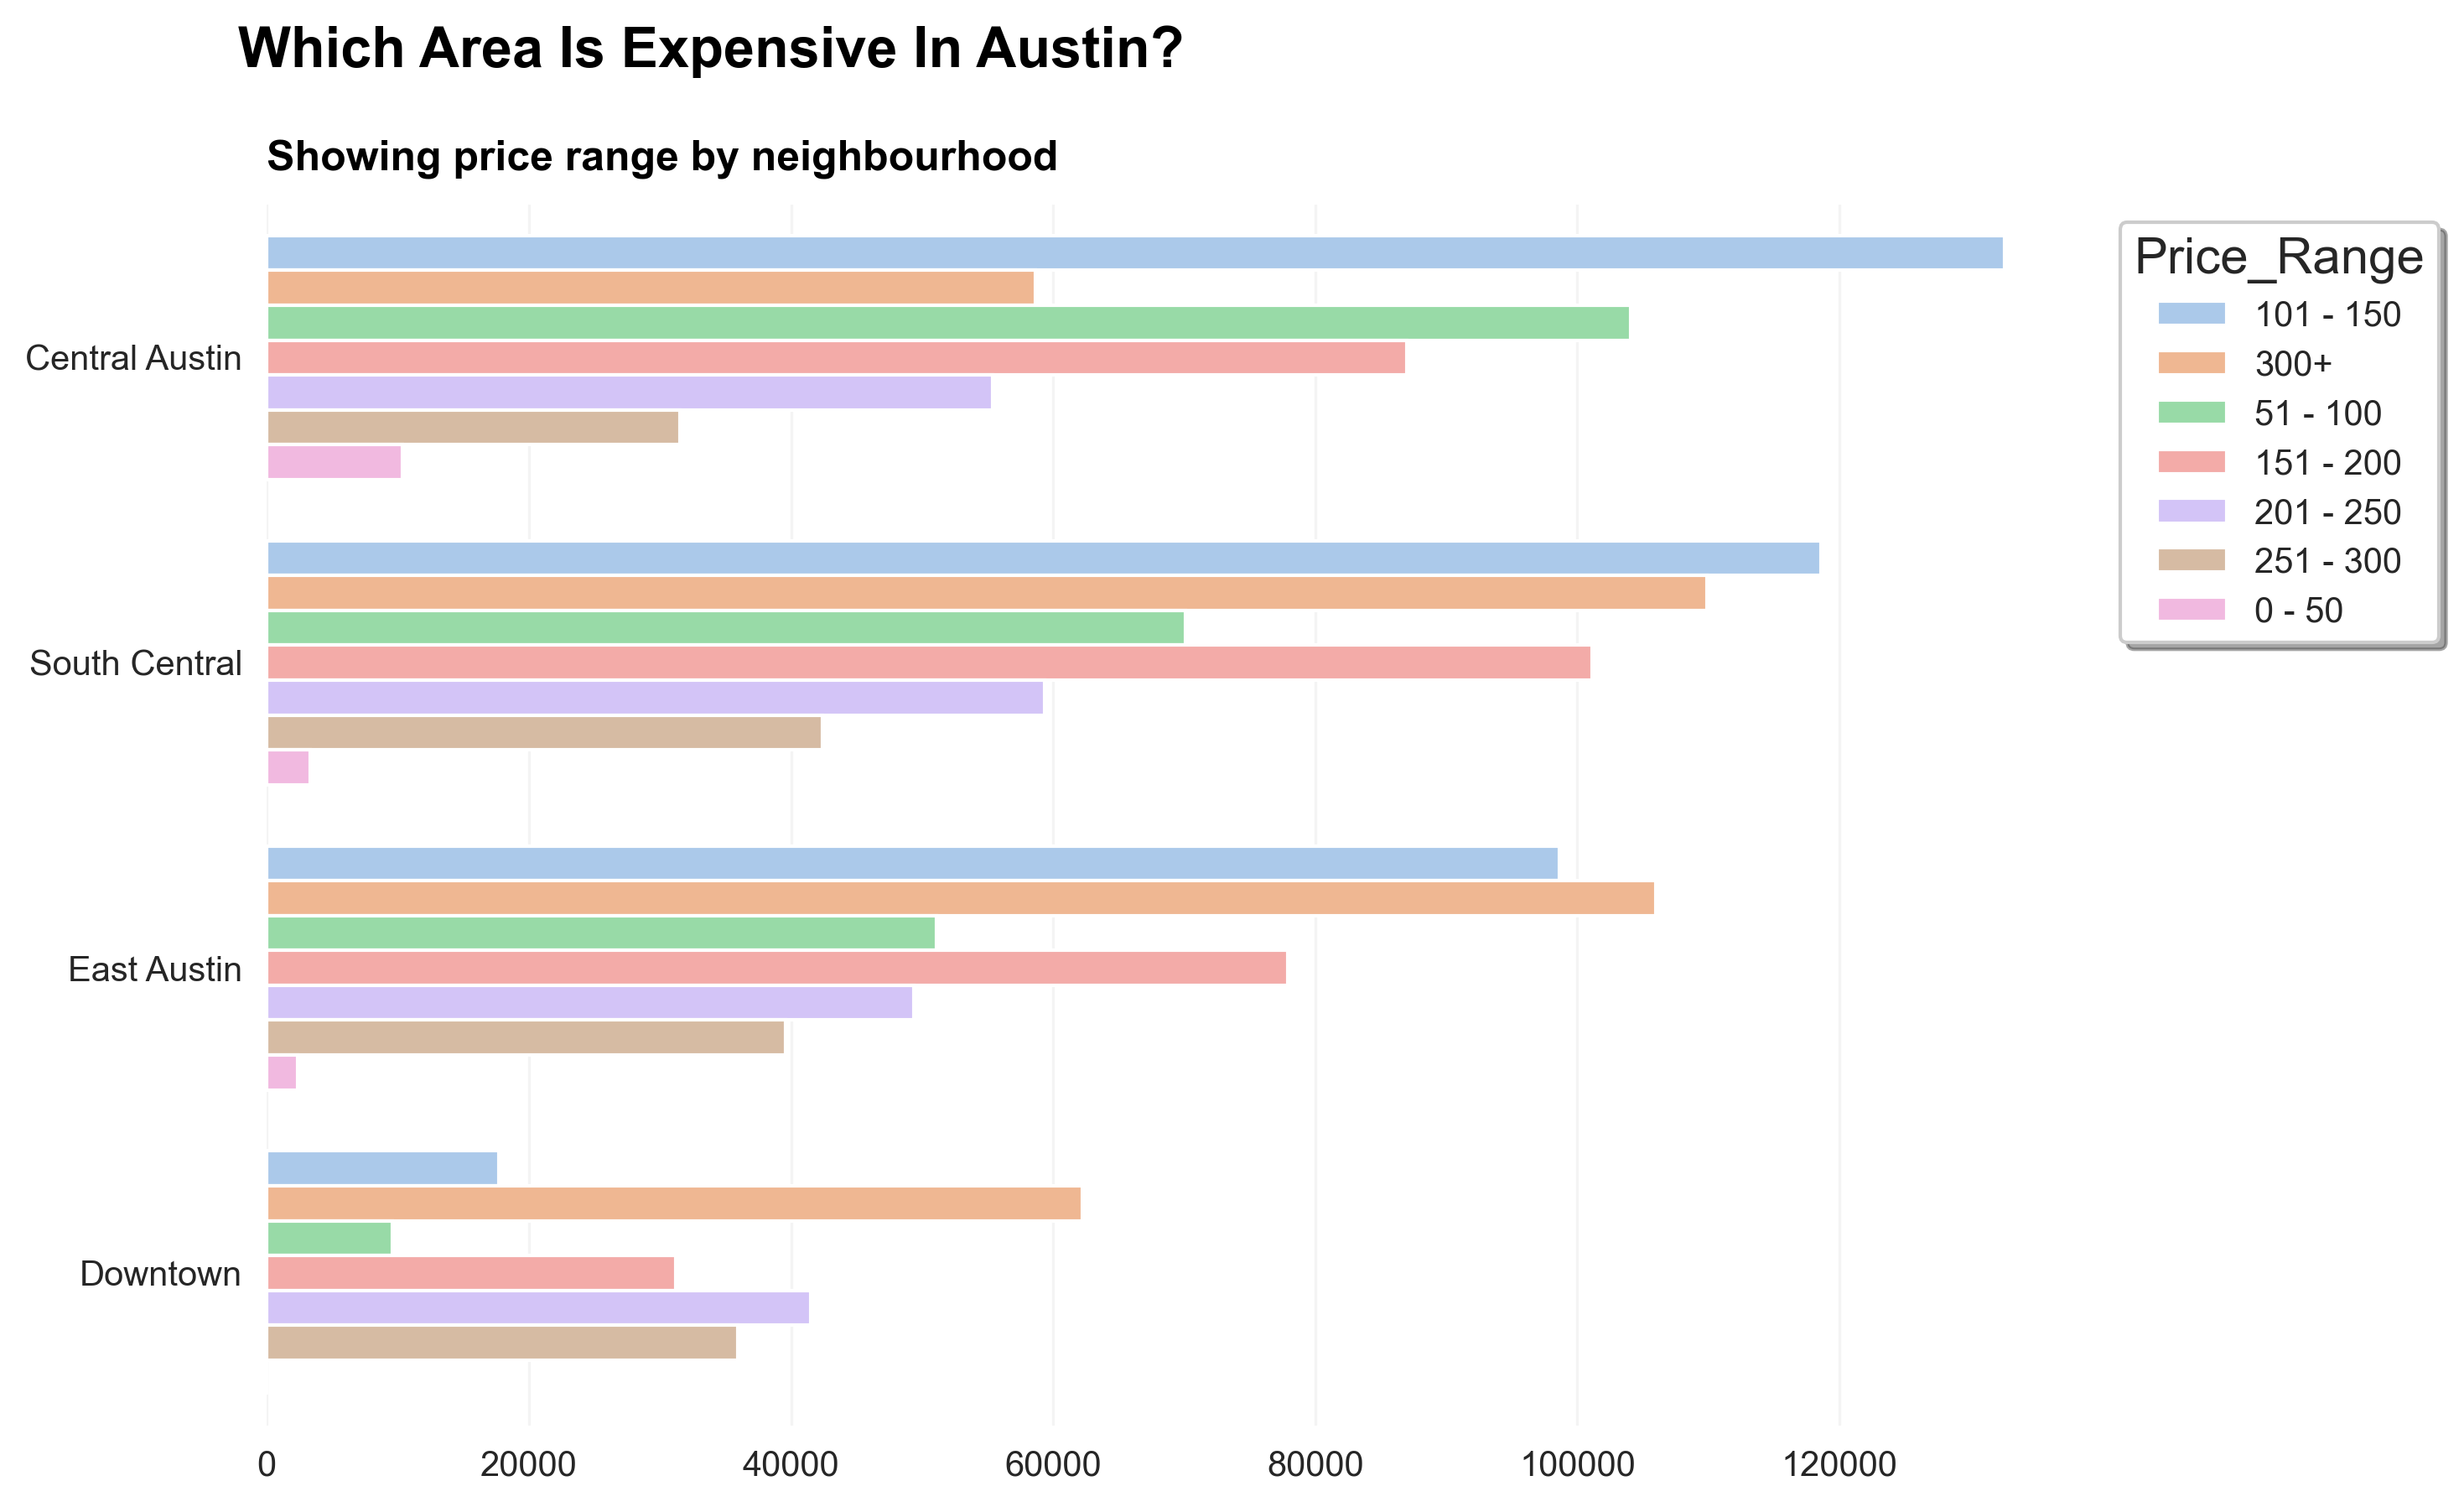 Which Area Is Expensive In Austin?
Showing price range by neighbourhood
Price_Range
101 - 150
300+
51 - 100
151 - 200
201 - 250
251 - 300
0 - 50
Central Austin
South Central
East Austin
Downtown
0 20000 40000 60000 80000 100000 120000